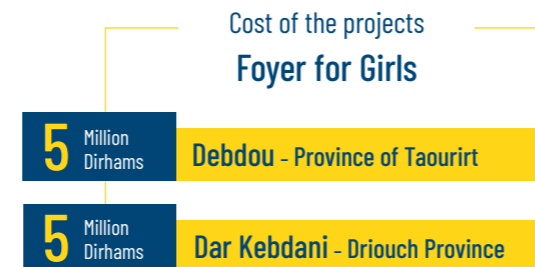 Cost of the projects
Foyer for Girls
5 Million Dirhams
Debdou - Province of Taourirt
5 Million Dirhams
Dar Kebdani - Driouch Province